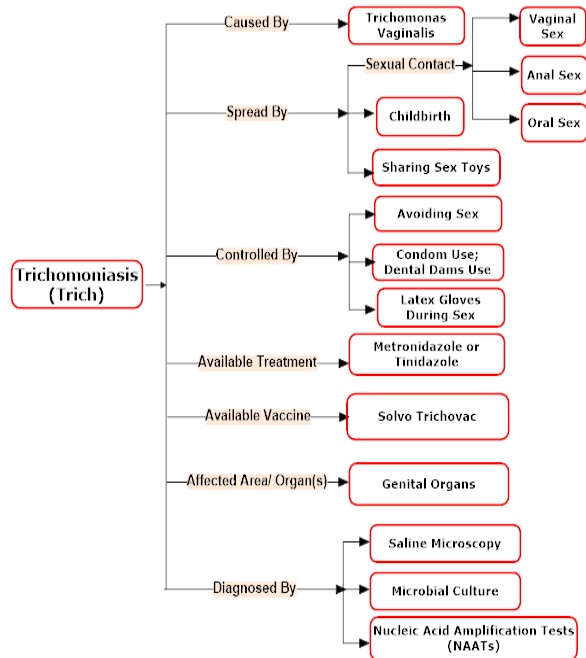 Caused By
Trichomonas
Vaginalis
Vaginal
Sex
Sexual Contact
Anal Sex
Spread By
Childbirth
Oral Sex
Sharing Sex Toys
Avoiding Sex
Controlled By
Condom Use;
Dental Dams Use
Trichomoniasis
(Trich)
Latex Gloves
During Sex
Available Treatment
Metronidazole or
Tinidazole
Available Vaccine
Solvo Trichovac
Affected Area/ Organ(s)
Genital Organs
Saline Microscopy
Diagnosed By
Microbial Culture
Nucleic Acid Amplification Tests
(NAATs)